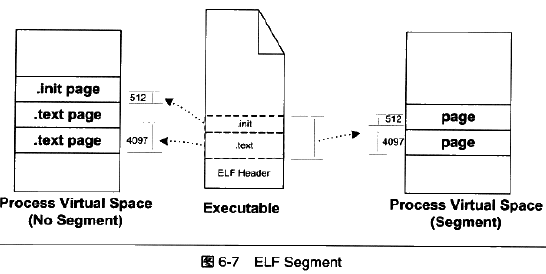 .init page
.text page
.text page
512
4097
Process Virtual Space
(No Segment)
.init
.text
ELF Header
Executable
512
4097
page
page
Process Virtual Space
(Segment)
图 6-7 ELF Segment